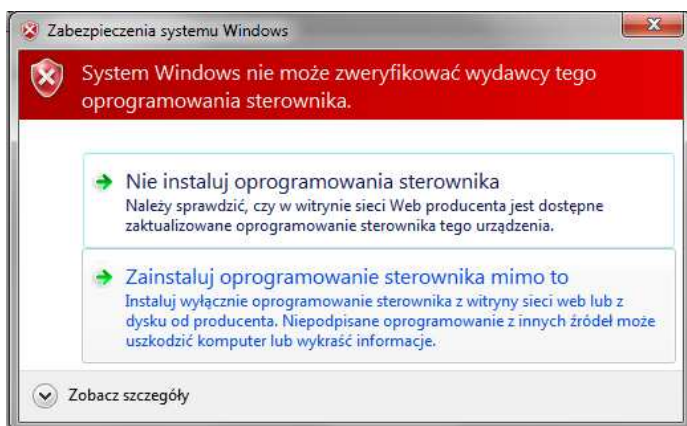 Zabezpieczenia systemu Windows
System Windows nie może zweryfikować wydawcy tego
oprogramowania sterownika.
Nie instaluj oprogramowania sterownika
Należy sprawdzić, czy w witrynie sieci Web producenta jest dostępne
zaktualizowane oprogramowanie sterownika tego urządzenia.
Zainstaluj oprogramowanie sterownika mimo to
Instaluj wyłącznie oprogramowanie sterownika z witryny sieci web lub z
dysku od producenta. Niepodpisane oprogramowanie z innych źródeł może
uszkodzić komputer lub wykraść informacje.
Zobacz szczegóły